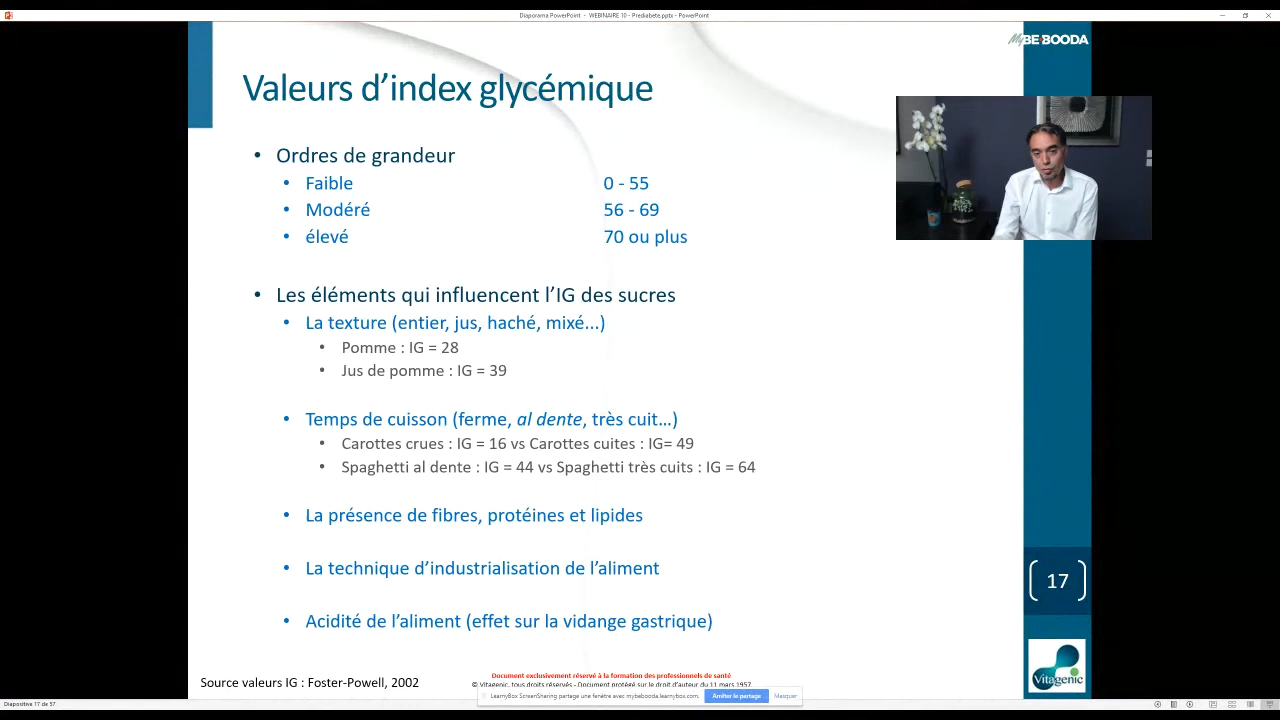 Diaporama PowerPoint - WEBINAIRE 10 - Prediabete.pptx - PowerPoint
MyBE-BOODA
Valeurs d'index glycémique
• Ordres de grandeur
• Faible 0 - 55
• Modéré 56 - 69
• élevé 70 ou plus
• Les éléments qui influencent l'IG des sucres
• La texture (entier, jus, haché, mixé...)
• Pomme : IG = 28
• Jus de pomme : IG = 39
• Temps de cuisson (ferme, al dente, très cuit…)
• Carottes crues : IG = 16 vs Carottes cuites : IG= 49
• Spaghetti al dente : IG = 44 vs Spaghetti très cuits : IG = 64
• La présence de fibres, protéines et lipides
• La technique d'industrialisation de l'aliment
• Acidité de l'aliment (effet sur la vidange gastrique)
17
Vitagenic
Source valeurs IG : Foster-Powell, 2002
Document exclusivement réservé à la formation des professionnels de santé
© Vitagenic, tous droits réservés - Document protégé sur le droit d'auteur du 11 mars 1957.
LearnyBox ScreenSharing partage une fenêtre avec mybebooda.learnybox.com. Arrêter le partage Masquer
Diapositive 17 de 57